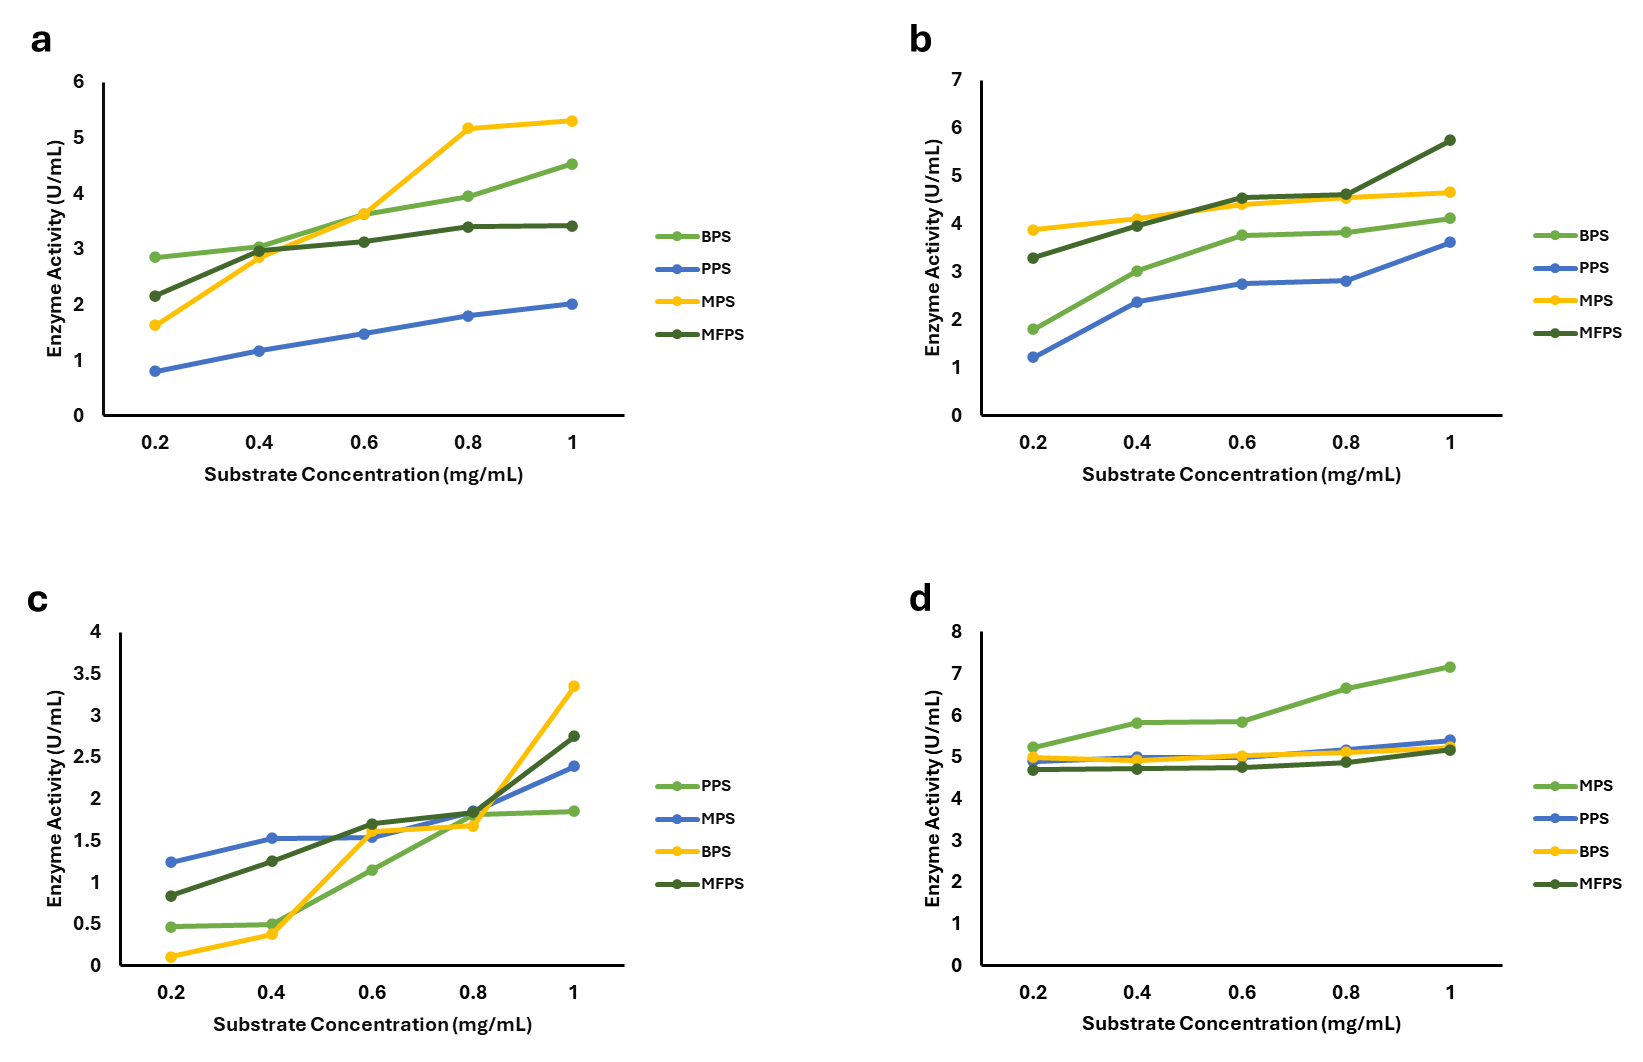 a
6
5
4
3
2
1
0
Enzyme Activity (U/mL)
0.2 0.4 0.6 0.8 1
Substrate Concentration (mg/mL)
BPS
PPS
MPS
MFPS
b
7
6
5
4
3
2
1
0
Enzyme Activity (U/mL)
0.2 0.4 0.6 0.8 1
Substrate Concentration (mg/mL)
BPS
PPS
MPS
MFPS
c
4
3.5
3
2.5
2
1.5
1
0.5
0
Enzyme Activity (U/mL)
0.2 0.4 0.6 0.8 1
Substrate Concentration (mg/mL)
PPS
MPS
BPS
MFPS
d
8
7
6
5
4
3
2
1
0
Enzyme Activity (U/mL)
0.2 0.4 0.6 0.8 1
Substrate Concentration (mg/mL)
MPS
PPS
BPS
MFPS